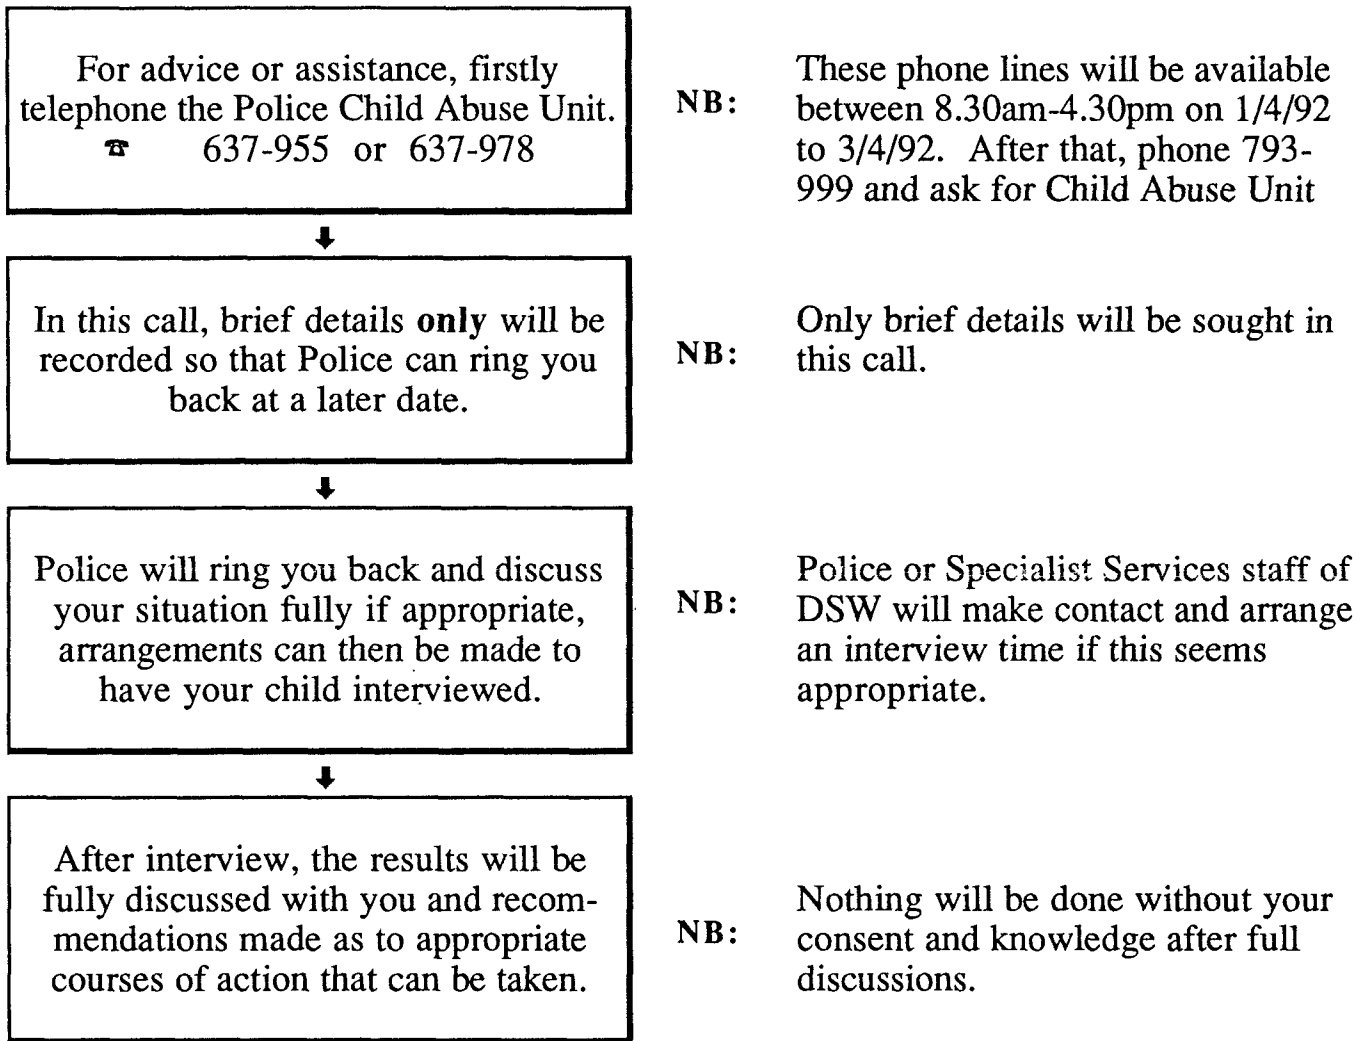 For advice or assistance, firstly
telephone the Police Child Abuse Unit.
☎ 637-955 or 637-978
NB:
These phone lines will be available
between 8.30am-4.30pm on 1/4/92
to 3/4/92. After that, phone 793-
999 and ask for Child Abuse Unit
In this call, brief details only will be
recorded so that Police can ring you
back at a later date.
NB:
Only brief details will be sought in
this call.
Police will ring you back and discuss
your situation fully if appropriate,
arrangements can then be made to
have your child interviewed.
NB:
Police or Specialist Services staff of
DSW will make contact and arrange
an interview time if this seems
appropriate.
After interview, the results will be
fully discussed with you and recom-
mendations made as to appropriate
courses of action that can be taken.
NB:
Nothing will be done without your
consent and knowledge after full
discussions.